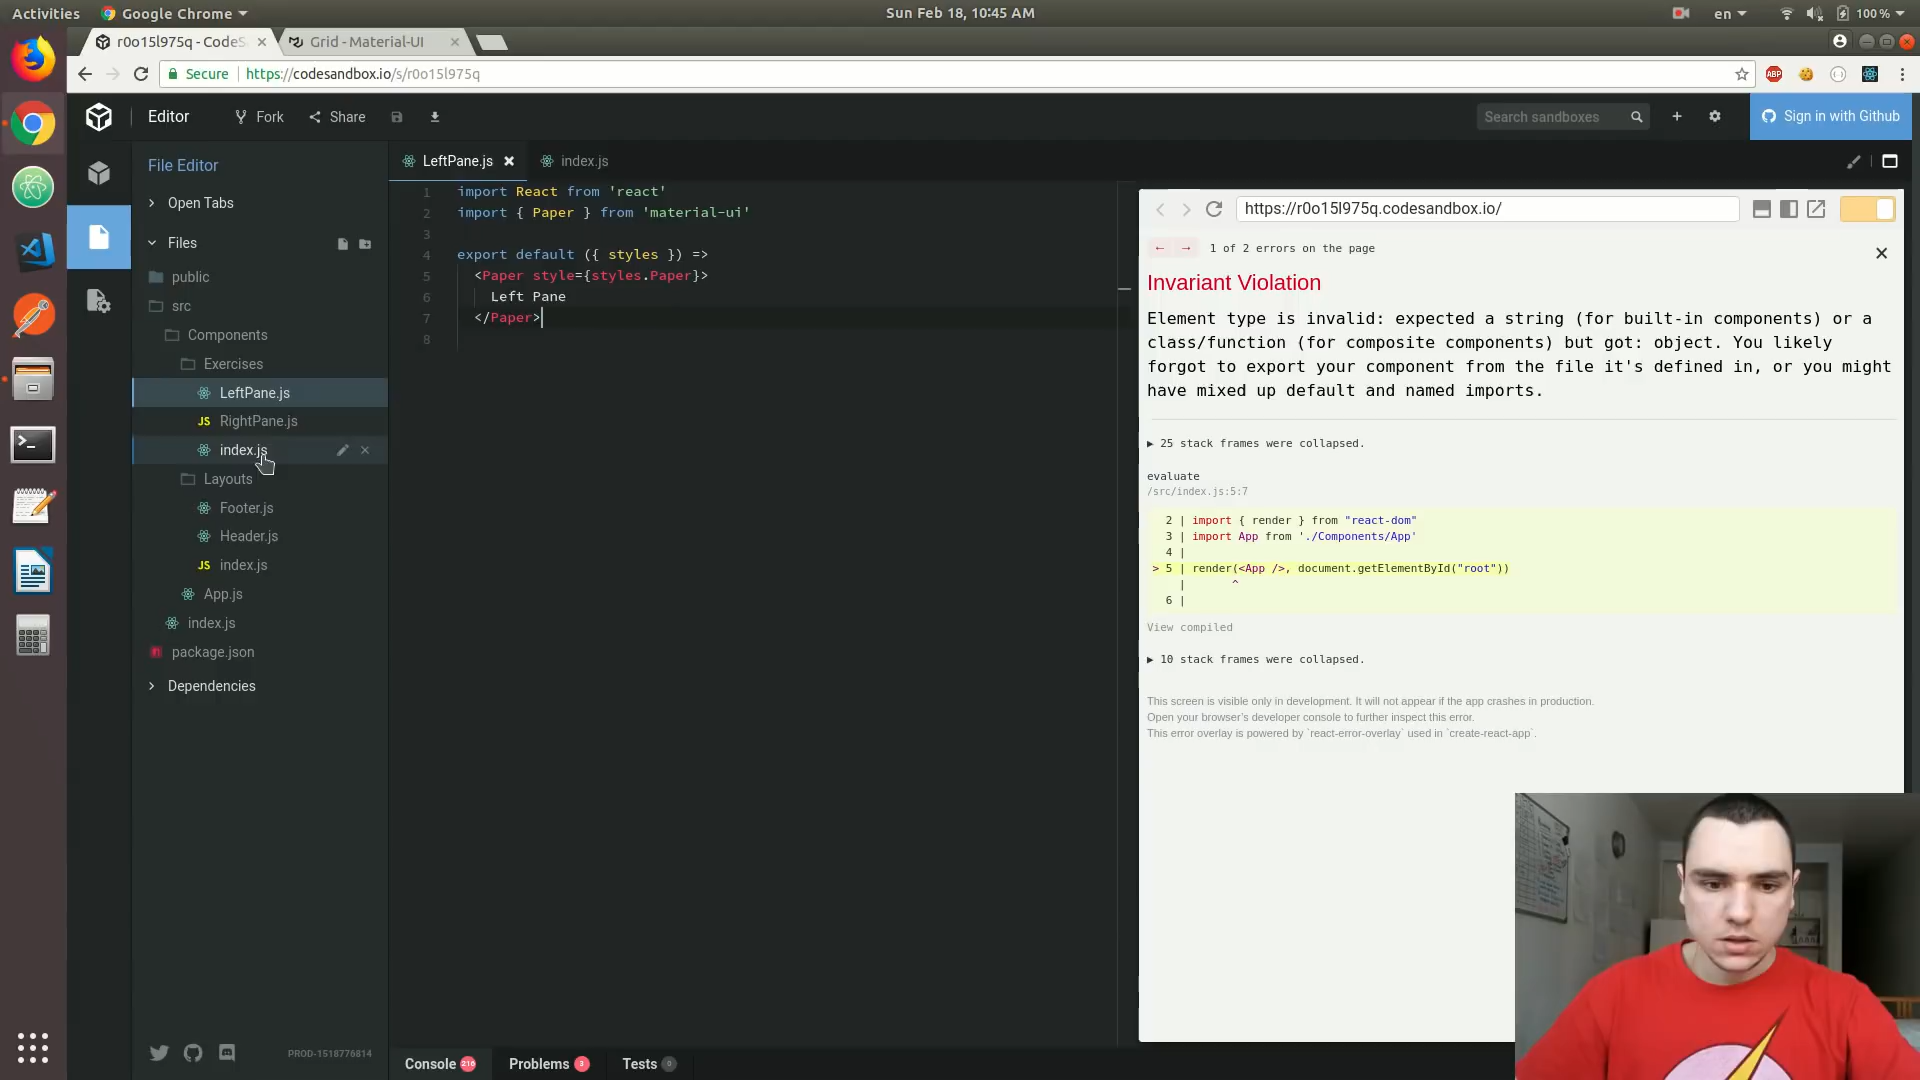 Activities
Google Chrome
Sun Feb 18, 10:45 AM
en
100 %
r0o15l975q - CodeS
Grid - Material-UI
Secure
https://codesandbox.io/s/r0o15l975q
ABP
Editor
Fork
Share
Search sandboxes
Sign in with Github
File Editor
Open Tabs
Files
public
src
Components
Exercises
LeftPane.js
JS RightPane.js
index.js
Layouts
Footer.js
Header.js
JS index.js
App.js
index.js
package.json
Dependencies
PROD-1518776814
LeftPane.js
index.js
1 import React from 'react'
2 import { Paper } from 'material-ui'
3
4 export default ({ styles }) =>
5 <Paper style={styles.Paper}>
6 Left Pane
7 </Paper>
8
https://r0o15l975q.codesandbox.io/
← → 1 of 2 errors on the page
Invariant Violation
Element type is invalid: expected a string (for built-in components) or a
class/function (for composite components) but got: object. You likely
forgot to export your component from the file it's defined in, or you might
have mixed up default and named imports.
▶ 25 stack frames were collapsed.
evaluate
/src/index.js:5:7
2 | import { render } from "react-dom"
3 | import App from './Components/App'
4 |
> 5 | render(<App />, document.getElementById("root"))
| ^
6 |
View compiled
▶ 10 stack frames were collapsed.
This screen is visible only in development. It will not appear if the app crashes in production.
Open your browser's developer console to further inspect this error.
This error overlay is powered by `react-error-overlay` used in `create-react-app`.
Console 216
Problems 3
Tests 0